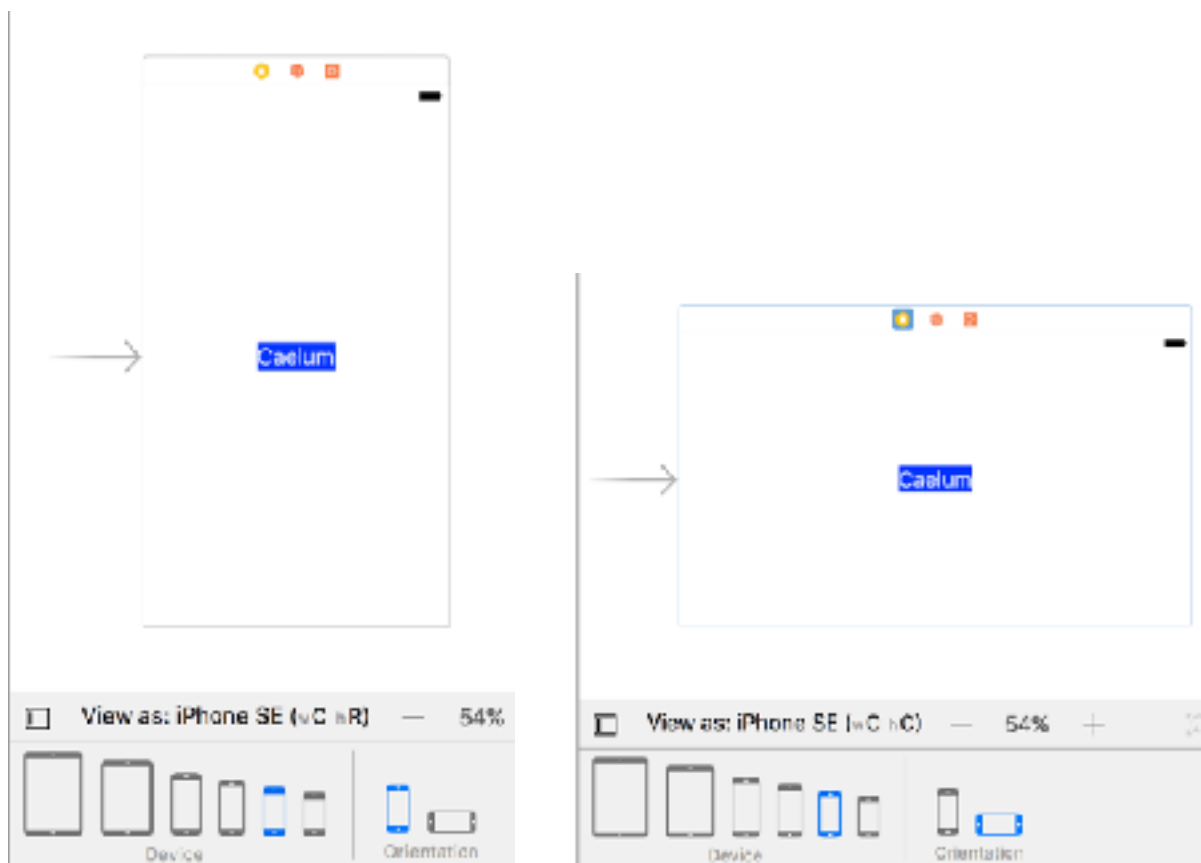 Caelum
View as: iPhone SE (wC hR) — 54%
Device
Orientation
Caelum
View as: iPhone SE (wC hC) — 54% +
Device
Orientation